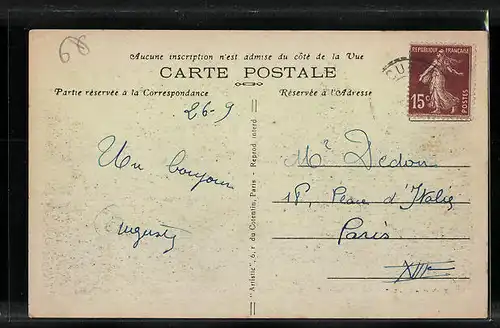 68
Aucune inscription n'est admise du côté de la Vue
CARTE POSTALE
Partie réservée à la Correspondance
Réservée à l'Adresse
REPUBLIQUE FRANÇAISE
15c
POSTES
26-9
Un bonjour
Auguste
Mr Dedon
18, Place d'Italie
Paris
XIIIe
"Artistic", 6, r. du Cotentin, Paris - Reprod. interd